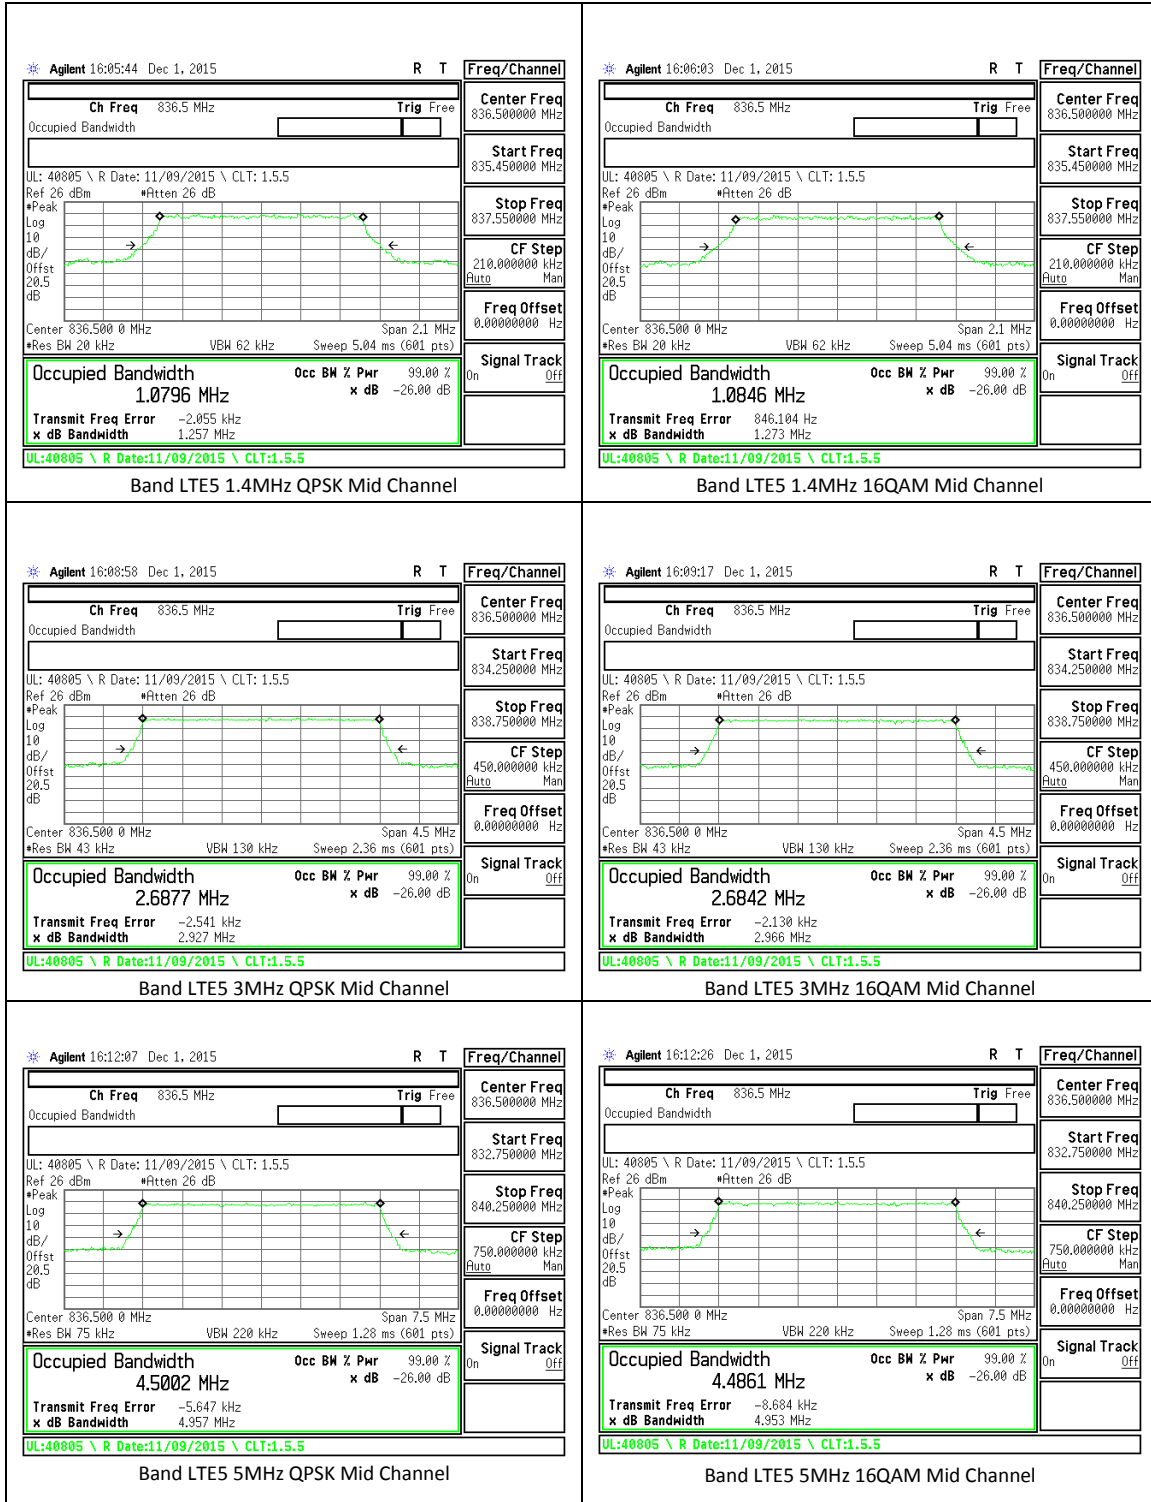 Agilent 16:05:44 Dec 1, 2015 R T Freq/Channel
Ch Freq 836.5 MHz Trig Free
Occupied Bandwidth
Center Freq
836.500000 MHz
Start Freq
835.450000 MHz
Stop Freq
837.550000 MHz
CF Step
210.000000 kHz
Auto Man
Freq Offset
0.00000000 Hz
Signal Track
On Off
UL: 40805 \ R Date: 11/09/2015 \ CLT: 1.5.5
Ref 26 dBm #Atten 26 dB
#Peak
Log
10
dB/
Offst
20.5
dB
Center 836.500 0 MHz Span 2.1 MHz
#Res BW 20 kHz VBW 62 kHz Sweep 5.04 ms (601 pts)
Occupied Bandwidth Occ BW % Pwr 99.00 %
1.0796 MHz x dB -26.00 dB
Transmit Freq Error -2.055 kHz
x dB Bandwidth 1.257 MHz
UL:40805 \ R Date:11/09/2015 \ CLT:1.5.5
Band LTE5 1.4MHz QPSK Mid Channel
Agilent 16:06:03 Dec 1, 2015 R T Freq/Channel
Ch Freq 836.5 MHz Trig Free
Occupied Bandwidth
Center Freq
836.500000 MHz
Start Freq
835.450000 MHz
Stop Freq
837.550000 MHz
CF Step
210.000000 kHz
Auto Man
Freq Offset
0.00000000 Hz
Signal Track
On Off
UL: 40805 \ R Date: 11/09/2015 \ CLT: 1.5.5
Ref 26 dBm #Atten 26 dB
#Peak
Log
10
dB/
Offst
20.5
dB
Center 836.500 0 MHz Span 2.1 MHz
#Res BW 20 kHz VBW 62 kHz Sweep 5.04 ms (601 pts)
Occupied Bandwidth Occ BW % Pwr 99.00 %
1.0846 MHz x dB -26.00 dB
Transmit Freq Error 846.104 Hz
x dB Bandwidth 1.273 MHz
UL:40805 \ R Date:11/09/2015 \ CLT:1.5.5
Band LTE5 1.4MHz 16QAM Mid Channel
Agilent 16:08:58 Dec 1, 2015 R T Freq/Channel
Ch Freq 836.5 MHz Trig Free
Occupied Bandwidth
Center Freq
836.500000 MHz
Start Freq
834.250000 MHz
Stop Freq
838.750000 MHz
CF Step
450.000000 kHz
Auto Man
Freq Offset
0.00000000 Hz
Signal Track
On Off
UL: 40805 \ R Date: 11/09/2015 \ CLT: 1.5.5
Ref 26 dBm #Atten 26 dB
#Peak
Log
10
dB/
Offst
20.5
dB
Center 836.500 0 MHz Span 4.5 MHz
#Res BW 43 kHz VBW 130 kHz Sweep 2.36 ms (601 pts)
Occupied Bandwidth Occ BW % Pwr 99.00 %
2.6877 MHz x dB -26.00 dB
Transmit Freq Error -2.541 kHz
x dB Bandwidth 2.927 MHz
UL:40805 \ R Date:11/09/2015 \ CLT:1.5.5
Band LTE5 3MHz QPSK Mid Channel
Agilent 16:09:17 Dec 1, 2015 R T Freq/Channel
Ch Freq 836.5 MHz Trig Free
Occupied Bandwidth
Center Freq
836.500000 MHz
Start Freq
834.250000 MHz
Stop Freq
838.750000 MHz
CF Step
450.000000 kHz
Auto Man
Freq Offset
0.00000000 Hz
Signal Track
On Off
UL: 40805 \ R Date: 11/09/2015 \ CLT: 1.5.5
Ref 26 dBm #Atten 26 dB
#Peak
Log
10
dB/
Offst
20.5
dB
Center 836.500 0 MHz Span 4.5 MHz
#Res BW 43 kHz VBW 130 kHz Sweep 2.36 ms (601 pts)
Occupied Bandwidth Occ BW % Pwr 99.00 %
2.6842 MHz x dB -26.00 dB
Transmit Freq Error -2.130 kHz
x dB Bandwidth 2.966 MHz
UL:40805 \ R Date:11/09/2015 \ CLT:1.5.5
Band LTE5 3MHz 16QAM Mid Channel
Agilent 16:12:07 Dec 1, 2015 R T Freq/Channel
Ch Freq 836.5 MHz Trig Free
Occupied Bandwidth
Center Freq
836.500000 MHz
Start Freq
832.750000 MHz
Stop Freq
840.250000 MHz
CF Step
750.000000 kHz
Auto Man
Freq Offset
0.00000000 Hz
Signal Track
On Off
UL: 40805 \ R Date: 11/09/2015 \ CLT: 1.5.5
Ref 26 dBm #Atten 26 dB
#Peak
Log
10
dB/
Offst
20.5
dB
Center 836.500 0 MHz Span 7.5 MHz
#Res BW 75 kHz VBW 220 kHz Sweep 1.28 ms (601 pts)
Occupied Bandwidth Occ BW % Pwr 99.00 %
4.5002 MHz x dB -26.00 dB
Transmit Freq Error -5.647 kHz
x dB Bandwidth 4.957 MHz
UL:40805 \ R Date:11/09/2015 \ CLT:1.5.5
Band LTE5 5MHz QPSK Mid Channel
Agilent 16:12:26 Dec 1, 2015 R T Freq/Channel
Ch Freq 836.5 MHz Trig Free
Occupied Bandwidth
Center Freq
836.500000 MHz
Start Freq
832.750000 MHz
Stop Freq
840.250000 MHz
CF Step
750.000000 kHz
Auto Man
Freq Offset
0.00000000 Hz
Signal Track
On Off
UL: 40805 \ R Date: 11/09/2015 \ CLT: 1.5.5
Ref 26 dBm #Atten 26 dB
#Peak
Log
10
dB/
Offst
20.5
dB
Center 836.500 0 MHz Span 7.5 MHz
#Res BW 75 kHz VBW 220 kHz Sweep 1.28 ms (601 pts)
Occupied Bandwidth Occ BW % Pwr 99.00 %
4.4861 MHz x dB -26.00 dB
Transmit Freq Error -8.684 kHz
x dB Bandwidth 4.953 MHz
UL:40805 \ R Date:11/09/2015 \ CLT:1.5.5
Band LTE5 5MHz 16QAM Mid Channel